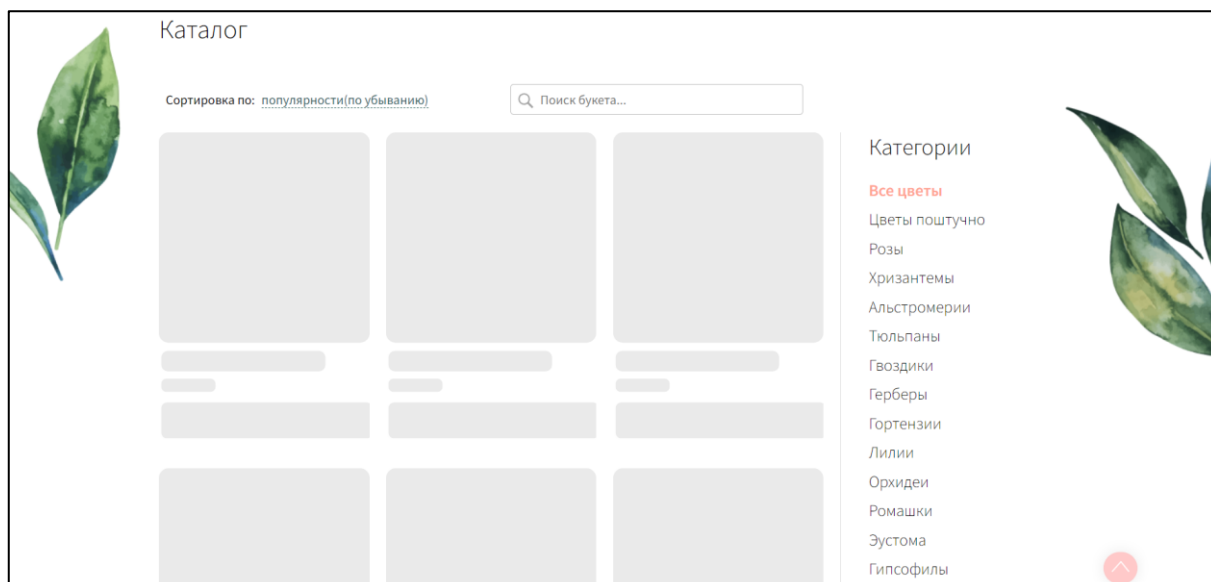 Каталог
Сортировка по: популярности(по убыванию)
Поиск букета...
Категории
Все цветы
Цветы поштучно
Розы
Хризантемы
Альстромерии
Тюльпаны
Гвоздики
Герберы
Гортензии
Лилии
Орхидеи
Ромашки
Эустома
Гипсофилы